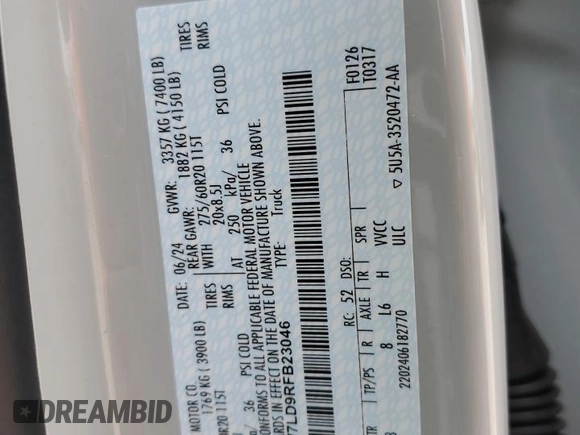 MOTOR CO. DATE: 06/24 GVWR: 3357 KG ( 7400 LB)
1769 KG ( 3900 LB) REAR GAWR: 1882 KG ( 4150 LB)
R20 115T TIRES WITH 275/60R20 115T TIRES
RIMS 20x8.5J RIMS
kPa/ 36 PSI COLD AT 250 kPa/ 36 PSI COLD
CONFORMS TO ALL APPLICABLE FEDERAL MOTOR VEHICLE
ARDS IN EFFECT ON THE DATE OF MANUFACTURE SHOWN ABOVE.
7LD9RFB23046 TYPE: Truck
F0126
T0317
RC: 52 DSO:
TR TP/PS R AXLE TR SPR
8 L6 H VVCC
2202406182770 ULC ▽ 5U5A-3520472-AA
DREAMBID